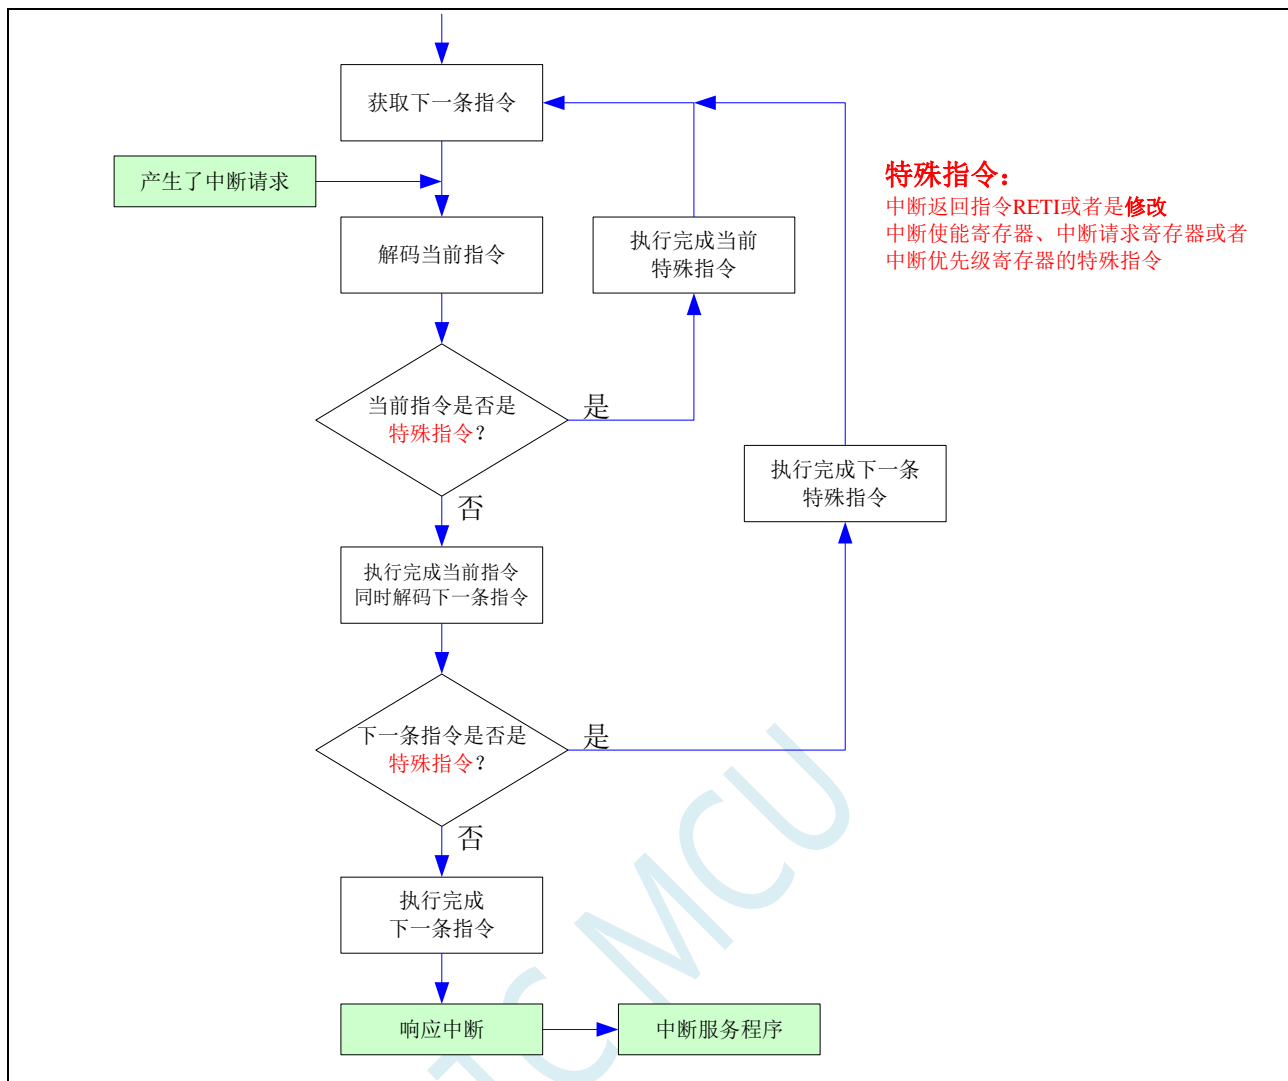 获取下一条指令
产生了中断请求
特殊指令：
中断返回指令RETI或者是修改
中断使能寄存器、中断请求寄存器或者
中断优先级寄存器的特殊指令
解码当前指令
执行完成当前
特殊指令
当前指令是否是
特殊指令？
是
否
执行完成下一条
特殊指令
执行完成当前指令
同时解码下一条指令
下一条指令是否是
特殊指令？
是
否
执行完成
下一条指令
响应中断
中断服务程序
MCU